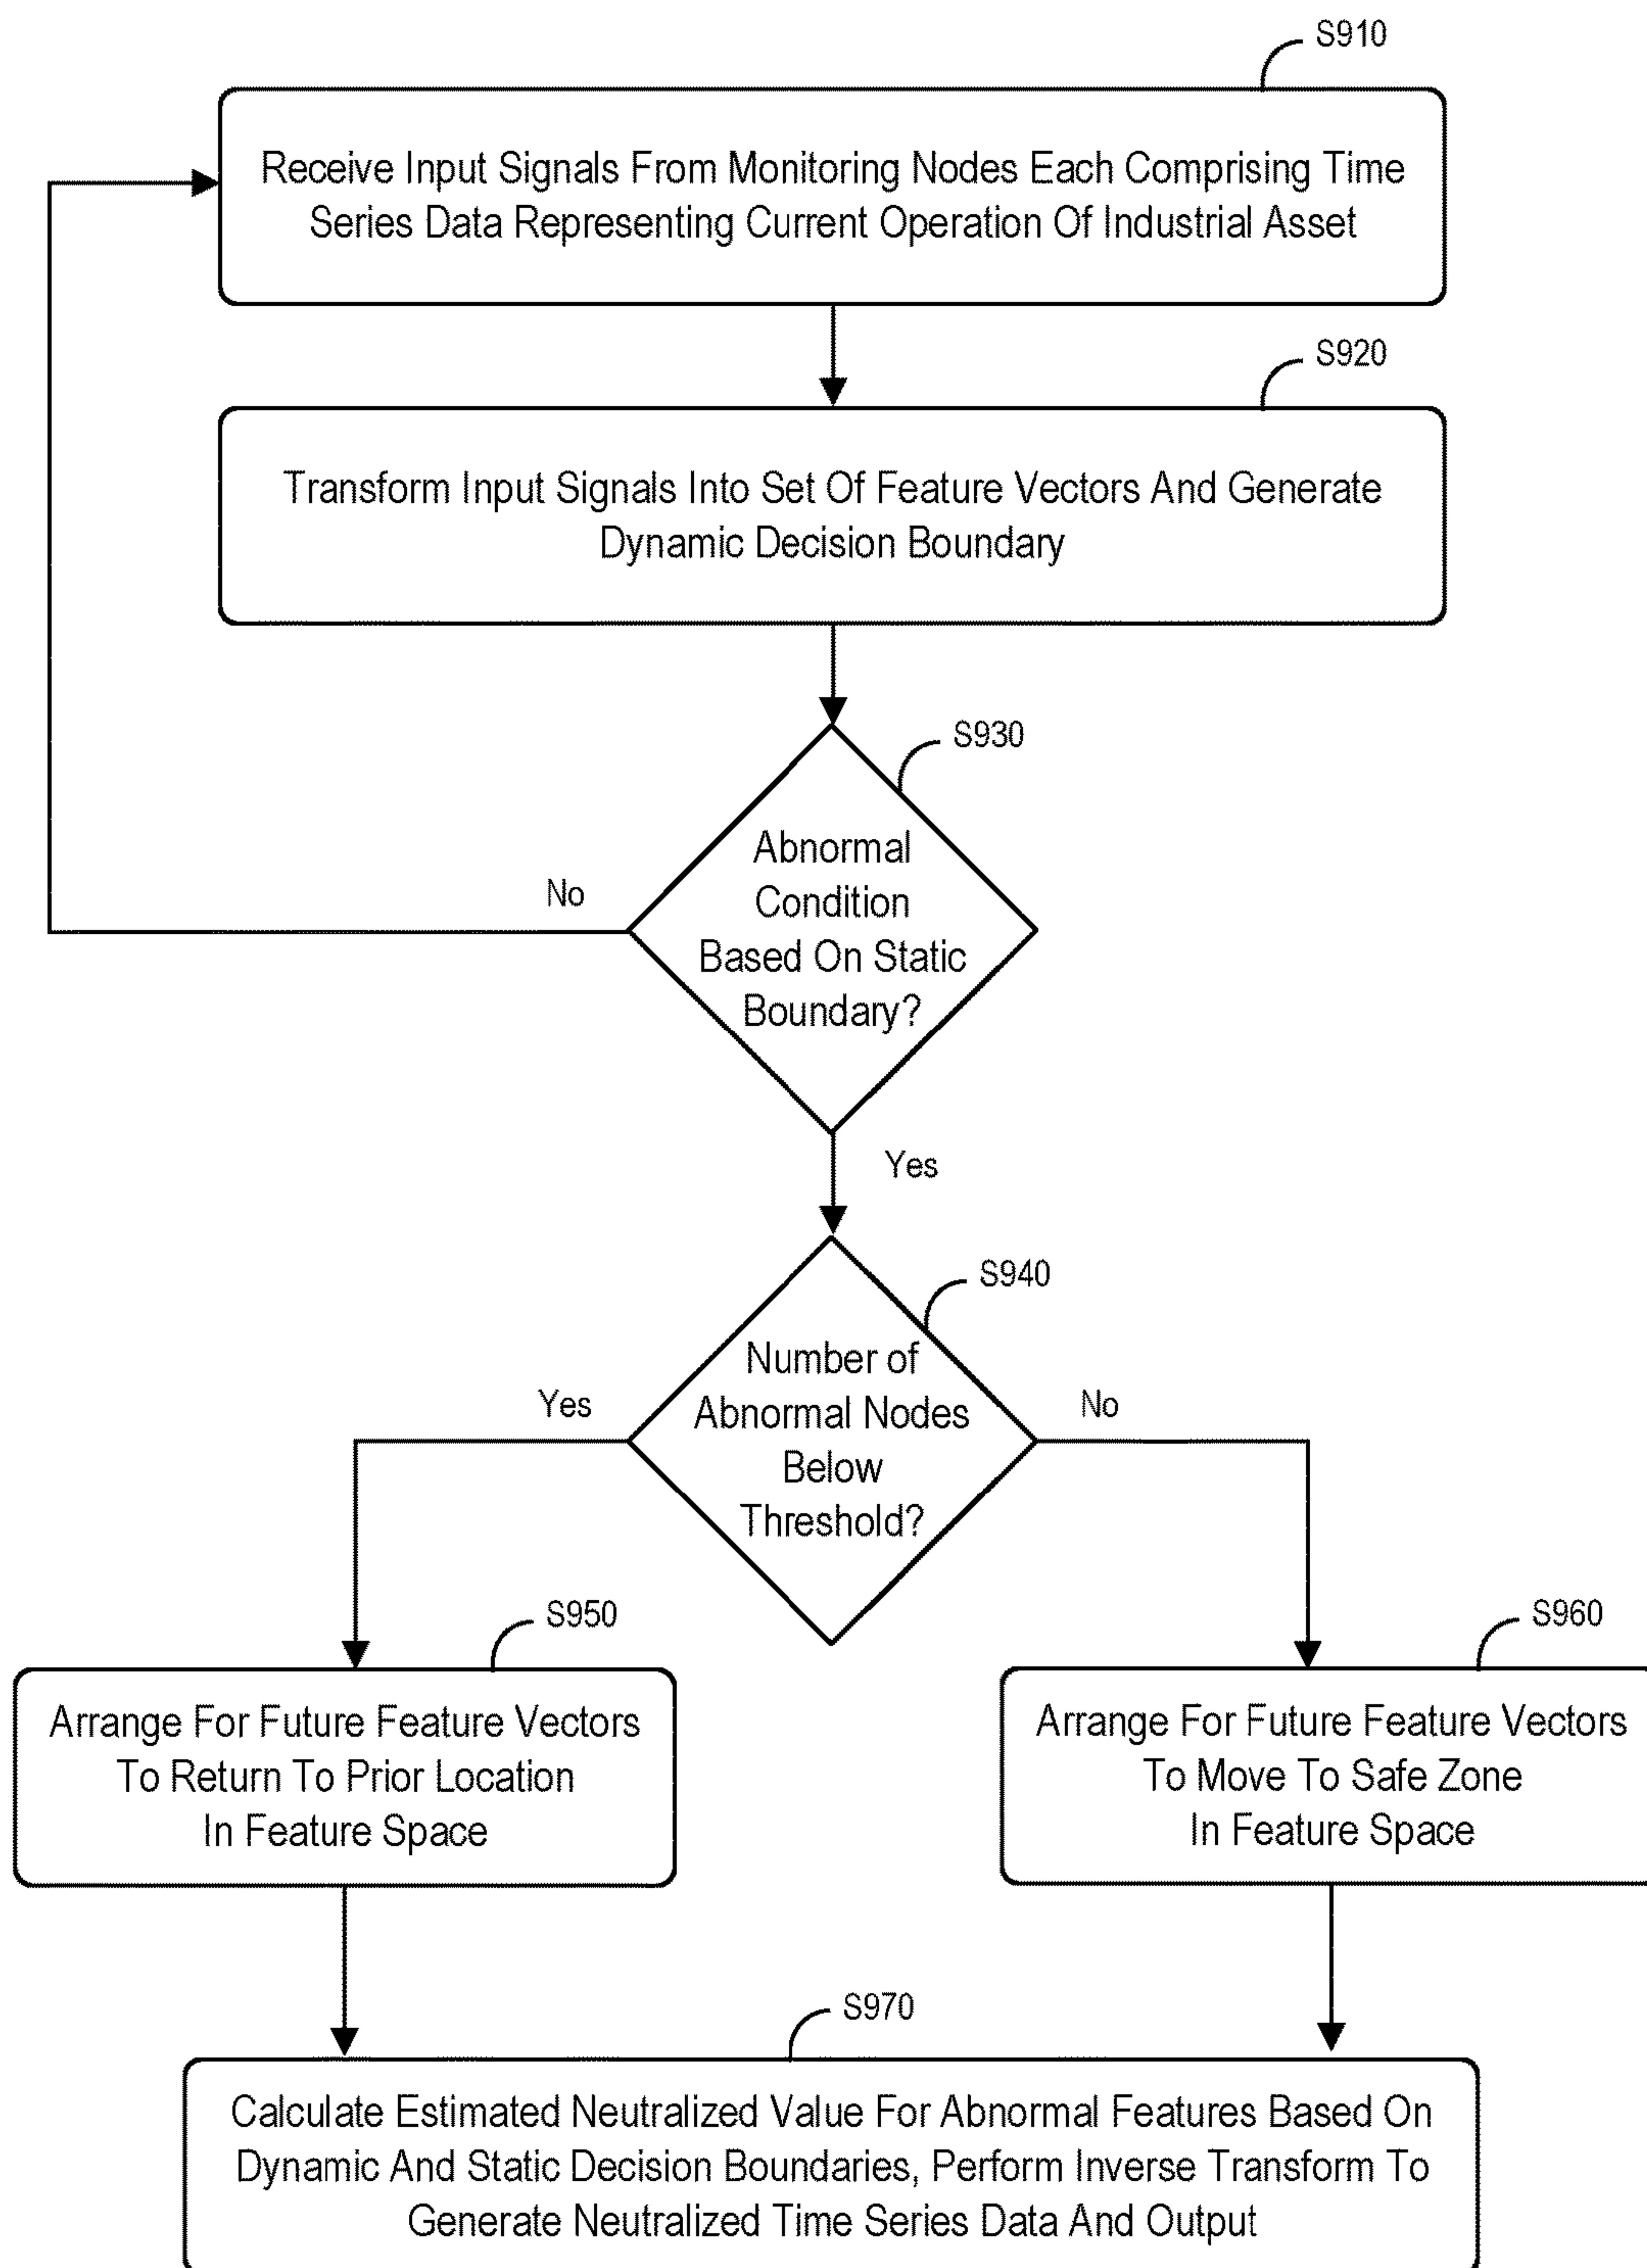 S910
Receive Input Signals From Monitoring Nodes Each Comprising Time
Series Data Representing Current Operation Of Industrial Asset
S920
Transform Input Signals Into Set Of Feature Vectors And Generate
Dynamic Decision Boundary
S930
Abnormal
Condition
Based On Static
Boundary?
No
Yes
S940
Number of
Abnormal Nodes
Below
Threshold?
Yes
No
S950
Arrange For Future Feature Vectors
To Return To Prior Location
In Feature Space
S960
Arrange For Future Feature Vectors
To Move To Safe Zone
In Feature Space
S970
Calculate Estimated Neutralized Value For Abnormal Features Based On
Dynamic And Static Decision Boundaries, Perform Inverse Transform To
Generate Neutralized Time Series Data And Output